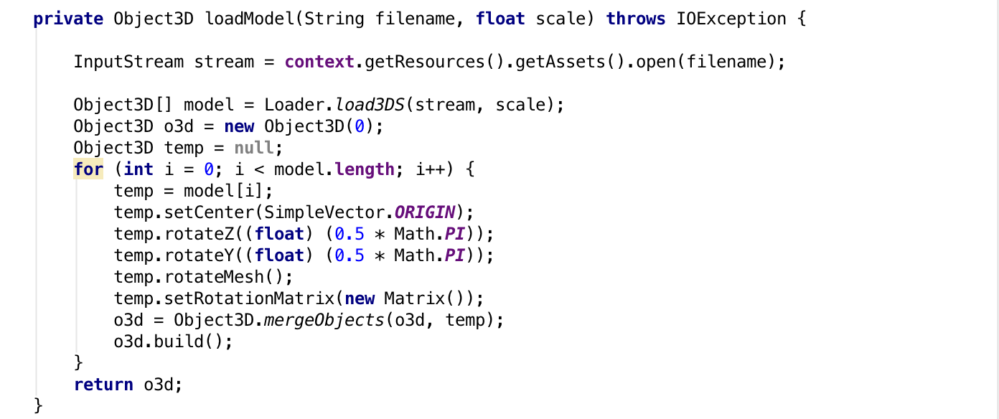 private Object3D loadModel(String filename, float scale) throws IOException {
InputStream stream = context.getResources().getAssets().open(filename);
Object3D[] model = Loader.load3DS(stream, scale);
Object3D o3d = new Object3D(0);
Object3D temp = null;
for (int i = 0; i < model.length; i++) {
temp = model[i];
temp.setCenter(SimpleVector.ORIGIN);
temp.rotateZ((float) (0.5 * Math.PI));
temp.rotateY((float) (0.5 * Math.PI));
temp.rotateMesh();
temp.setRotationMatrix(new Matrix());
o3d = Object3D.mergeObjects(o3d, temp);
o3d.build();
}
return o3d;
}